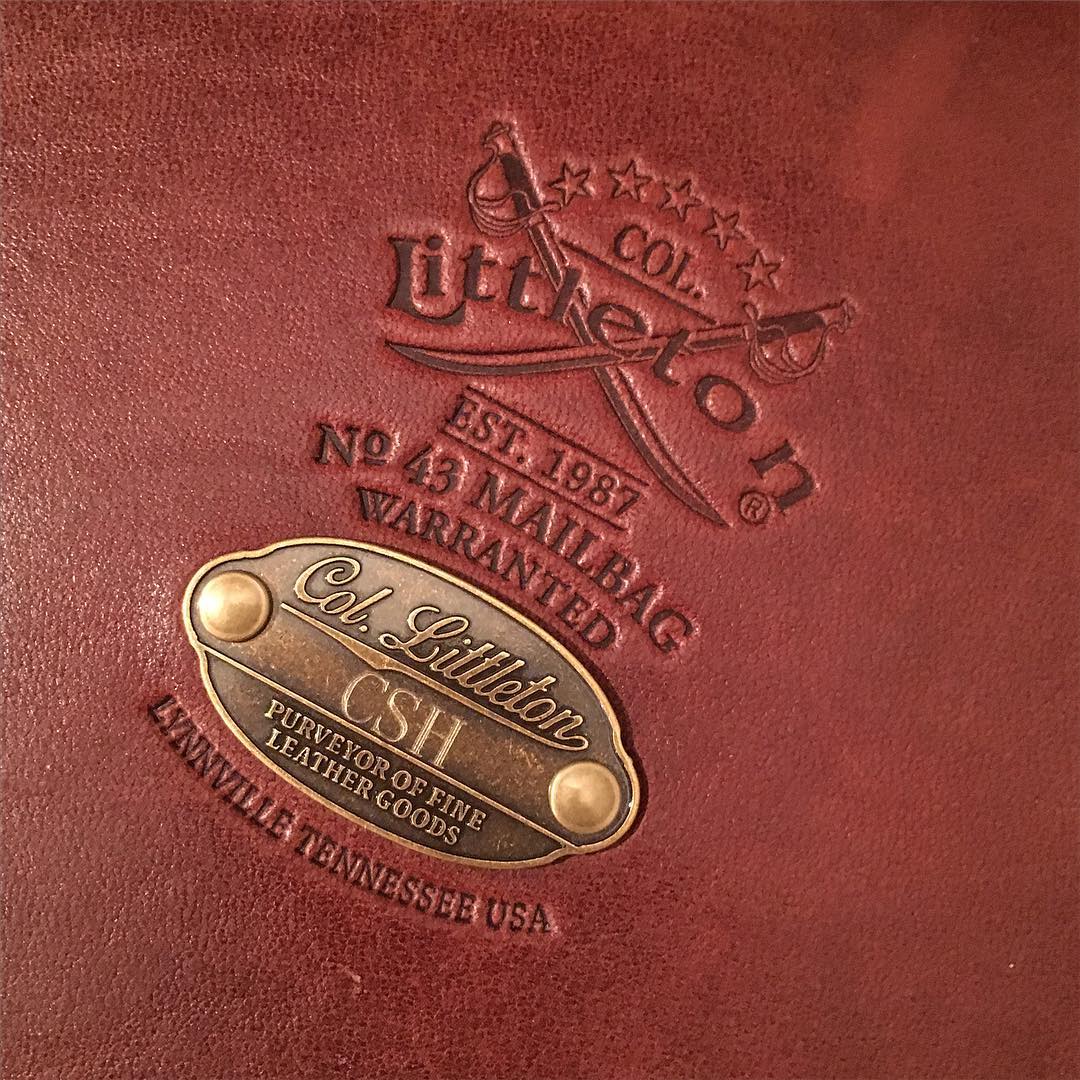 COL.
Littleton
®
EST. 1987
Nº 43 MAILBAG
WARRANTED
Col. Littleton
CSH
PURVEYOR OF FINE
LEATHER GOODS
LYNNVILLE TENNESSEE USA